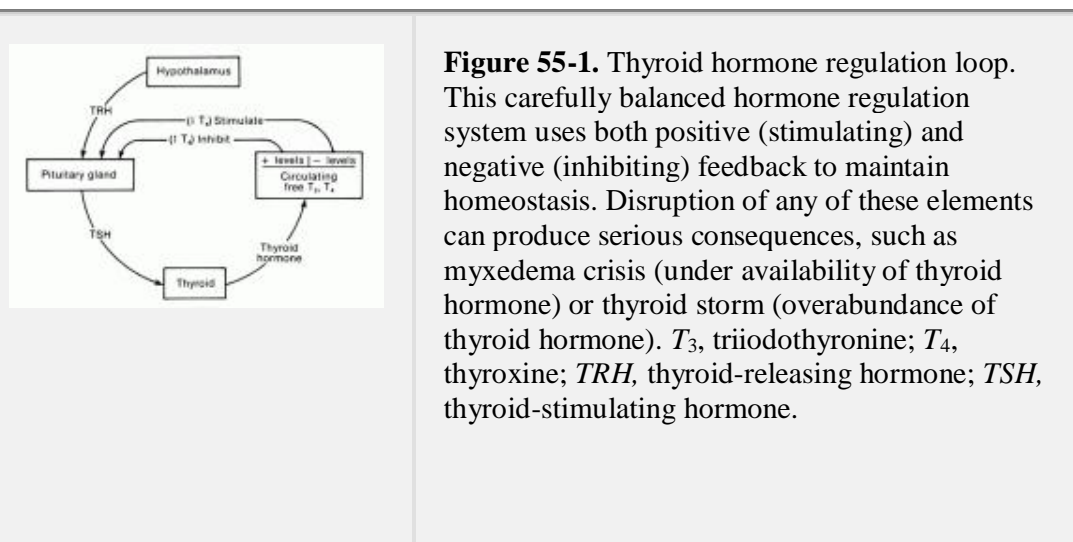 Hypothalamus
TRH
Stimulate
Inhibit
Pituitary gland
+ levels | − levels
Circulating
free T₃, T₄
TSH
Thyroid
hormone
Thyroid
Figure 55-1. Thyroid hormone regulation loop.
This carefully balanced hormone regulation
system uses both positive (stimulating) and
negative (inhibiting) feedback to maintain
homeostasis. Disruption of any of these elements
can produce serious consequences, such as
myxedema crisis (under availability of thyroid
hormone) or thyroid storm (overabundance of
thyroid hormone). T₃, triiodothyronine; T₄,
thyroxine; TRH, thyroid-releasing hormone; TSH,
thyroid-stimulating hormone.